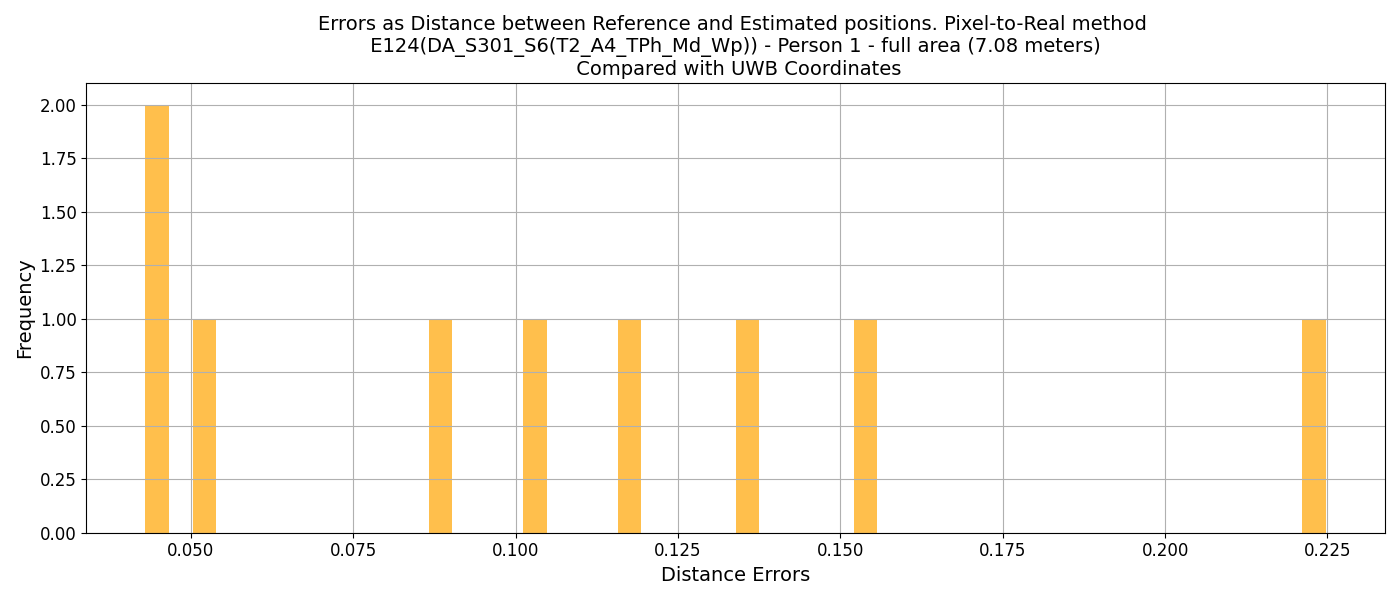 Errors as Distance between Reference and Estimated positions. Pixel-to-Real method
E124(DA_S301_S6(T2_A4_TPh_Md_Wp)) - Person 1 - full area (7.08 meters)
Compared with UWB Coordinates
2.00
1.75
1.50
1.25
1.00
0.75
0.50
0.25
0.00
Frequency
0.050 0.075 0.100 0.125 0.150 0.175 0.200 0.225
Distance Errors